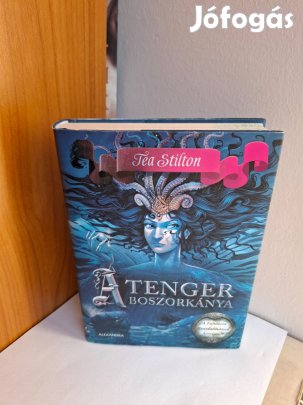 Jófogás
Tea Stilton
A TENGER
BOSZORKÁNYA
ALEXANDRA